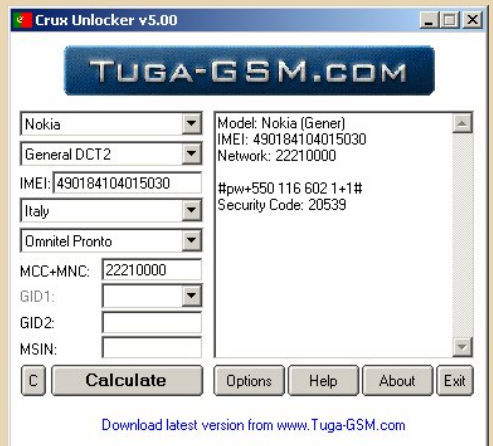 Crux Unlocker v5.00
TUGA-GSM.COM
Nokia
General DCT2
IMEI: 490184104015030
Italy
Omnitel Pronto
MCC+MNC: 22210000
GID1:
GID2:
MSIN:
Model: Nokia (Gener)
IMEI: 490184104015030
Network: 22210000
#pw+550 116 602 1+1#
Security Code: 20539
C Calculate Options Help About Exit
Download latest version from www.Tuga-GSM.com